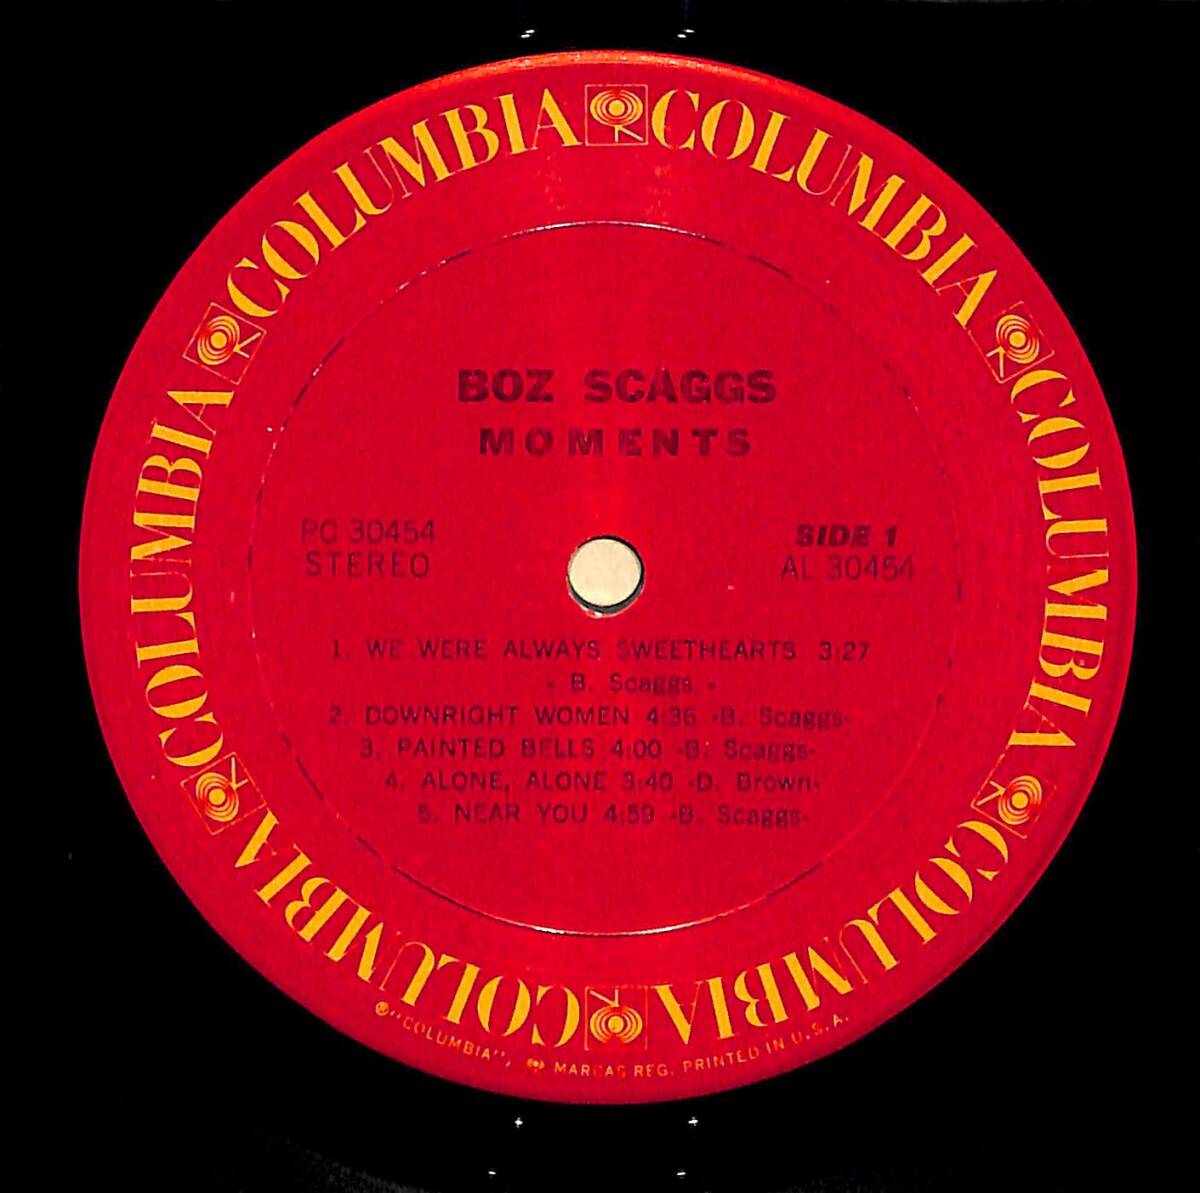 COLUMBIA COLUMBIA COLUMBIA COLUMBIA COLUMBIA COLUMBIA
BOZ SCAGGS
MOMENTS
PC 30454
STEREO
SIDE 1
AL 30454
1. WE WERE ALWAYS SWEETHEARTS 3:27
- B. Scaggs -
2. DOWNRIGHT WOMEN 4:36 -B. Scaggs-
3. PAINTED BELLS 4:00 -B. Scaggs-
4. ALONE, ALONE 3:40 -D. Brown-
5. NEAR YOU 4:59 -B. Scaggs-
®"COLUMBIA", MARCAS REG. PRINTED IN U.S.A.